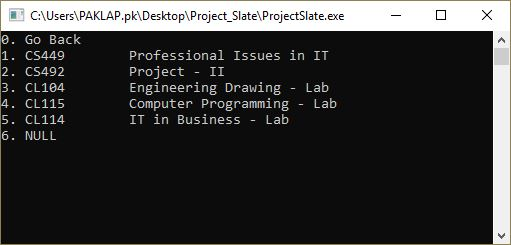 C:\Users\PAKLAP.pk\Desktop\Project_Slate\ProjectSlate.exe
0. Go Back
1. CS449 Professional Issues in IT
2. CS492 Project - II
3. CL104 Engineering Drawing - Lab
4. CL115 Computer Programming - Lab
5. CL114 IT in Business - Lab
6. NULL